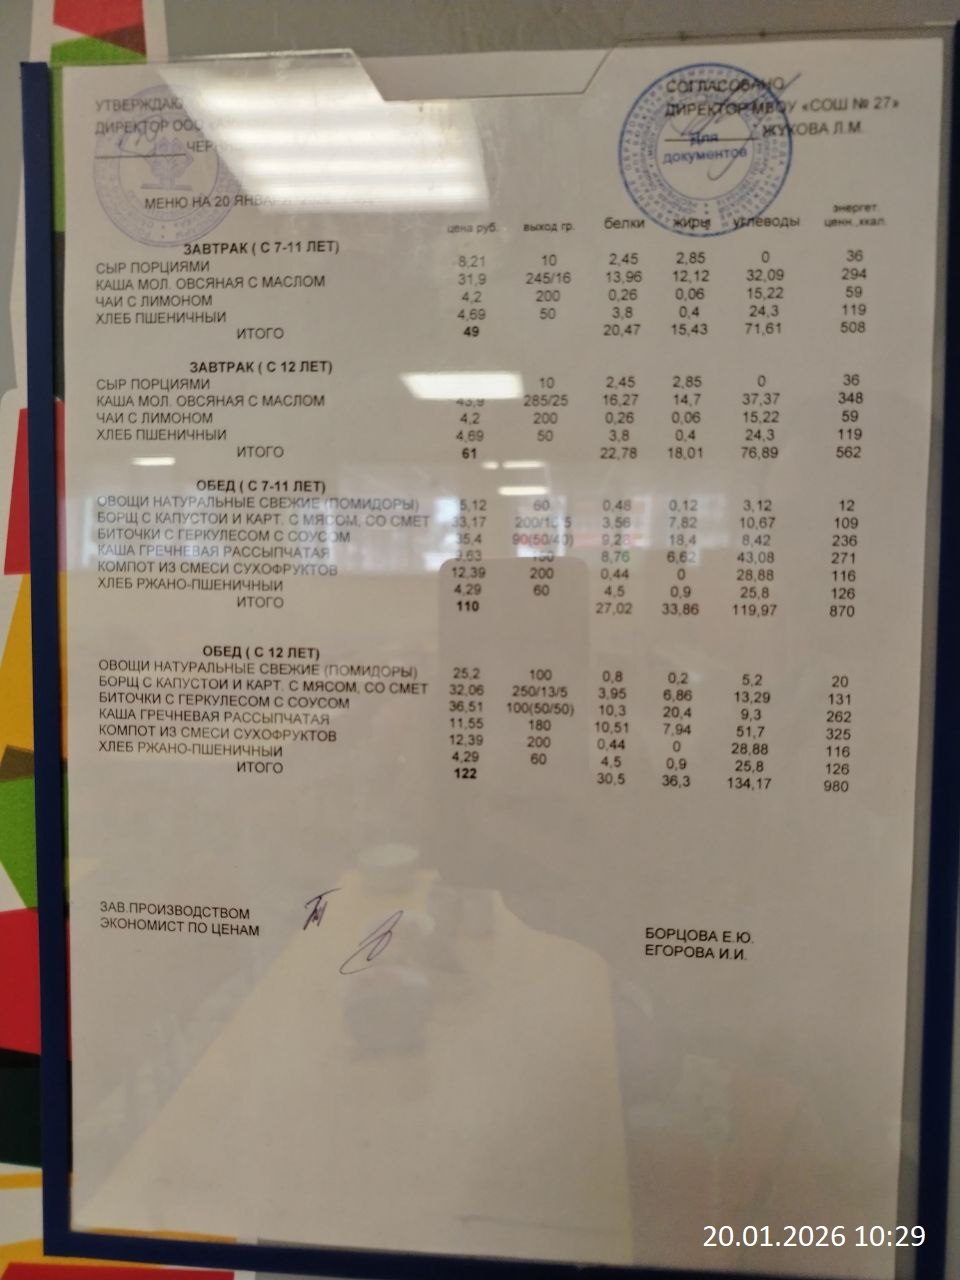 УТВЕРЖДАЮ
СОГЛАСОВАНО
ДИРЕКТОР ООО
ДИРЕКТОР МБОУ «СОШ № 27»
ЖУКОВА Л.М.
Для документов
МЕНЮ НА 20 ЯНВАРЯ
цена руб. выход гр. белки жиры углеводы энергет. ценн.,ккал.
ЗАВТРАК ( С 7-11 ЛЕТ)
СЫР ПОРЦИЯМИ 8,21 10 2,45 2,85 0 36
КАША МОЛ. ОВСЯНАЯ С МАСЛОМ 31,9 245/16 13,96 12,12 32,09 294
ЧАИ С ЛИМОНОМ 4,2 200 0,26 0,06 15,22 59
ХЛЕБ ПШЕНИЧНЫЙ 4,69 50 3,8 0,4 24,3 119
ИТОГО 49 20,47 15,43 71,61 508
ЗАВТРАК ( С 12 ЛЕТ)
СЫР ПОРЦИЯМИ 10 2,45 2,85 0 36
КАША МОЛ. ОВСЯНАЯ С МАСЛОМ 43,9 285/25 16,27 14,7 37,37 348
ЧАИ С ЛИМОНОМ 4,2 200 0,26 0,06 15,22 59
ХЛЕБ ПШЕНИЧНЫЙ 4,69 50 3,8 0,4 24,3 119
ИТОГО 61 22,78 18,01 76,89 562
ОБЕД ( С 7-11 ЛЕТ)
ОВОЩИ НАТУРАЛЬНЫЕ СВЕЖИЕ (ПОМИДОРЫ) 15,12 60 0,48 0,12 3,12 12
БОРЩ С КАПУСТОИ И КАРТ. С МЯСОМ, СО СМЕТ 33,17 3,56 7,82 10,67 109
БИТОЧКИ С ГЕРКУЛЕСОМ С СОУСОМ 35,4 90(50/40) 9,28 18,4 8,42 236
КАША ГРЕЧНЕВАЯ РАССЫПЧАТАЯ 9,63 150 8,76 6,62 43,08 271
КОМПОТ ИЗ СМЕСИ СУХОФРУКТОВ 12,39 200 0,44 0 28,88 116
ХЛЕБ РЖАНО-ПШЕНИЧНЫЙ 4,29 60 4,5 0,9 25,8 126
ИТОГО 110 27,02 33,86 119,97 870
ОБЕД ( С 12 ЛЕТ)
ОВОЩИ НАТУРАЛЬНЫЕ СВЕЖИЕ (ПОМИДОРЫ) 25,2 100 0,8 0,2 5,2 20
БОРЩ С КАПУСТОИ И КАРТ. С МЯСОМ, СО СМЕТ 32,06 250/13/5 3,95 6,86 13,29 131
БИТОЧКИ С ГЕРКУЛЕСОМ С СОУСОМ 36,51 100(50/50) 10,3 20,4 9,3 262
КАША ГРЕЧНЕВАЯ РАССЫПЧАТАЯ 11,55 180 10,51 7,94 51,7 325
КОМПОТ ИЗ СМЕСИ СУХОФРУКТОВ 12,39 200 0,44 0 28,88 116
ХЛЕБ РЖАНО-ПШЕНИЧНЫЙ 4,29 60 4,5 0,9 25,8 126
ИТОГО 122 30,5 36,3 134,17 980
ЗАВ.ПРОИЗВОДСТВОМ
БОРЦОВА Е.Ю.
ЭКОНОМИСТ ПО ЦЕНАМ
ЕГОРОВА И.И.
20.01.2026 10:29